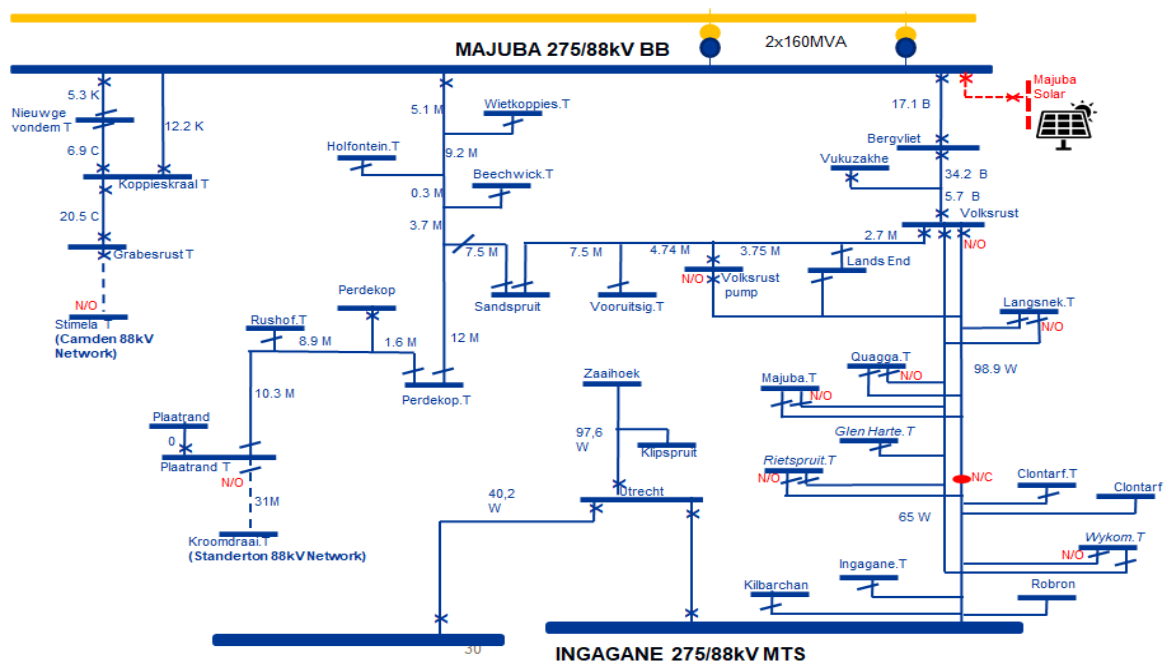 2x160MVA
MAJUBA 275/88kV BB
Majuba
Solar
5.3 K
5.1 M
Wietkoppies.T
17.1 B
Nieuwge
vondem T
12.2 K
Bergvliet
Holfontein.T
9.2 M
Vukuzakhe
6.9 C
Beechwick.T
34.2 B
Koppieskraal T
0.3 M
5.7 B
20.5 C
3.7 M
Volksrust
2.7 M
N/O
7.5 M
7.5 M
4.74 M
3.75 M
Grabesrust T
Lands End
Perdekop
N/O
Volksrust
pump
Sandspruit
Vooruitsig.T
N/O
Langsnek.T
Stimela T
(Camden 88kV
Network)
Rushof.T
N/O
8.9 M
1.6 M
12 M
Quagga.T
98.9 W
N/O
Zaaihoek
Majuba.T
10.3 M
N/O
Perdekop.T
Plaatrand
Glen Harte.T
0
97,6
W
Klipspruit
Plaatrand T
Rietspruit.T
N/O
N/C
Clontarf.T
N/O
Clontarf
31M
40,2
W
Utrecht
65 W
Kroomdraai.T
(Standerton 88kV Network)
Wykom.T
N/O
Ingagane.T
Kilbarchan
Robron
30
INGAGANE 275/88kV MTS